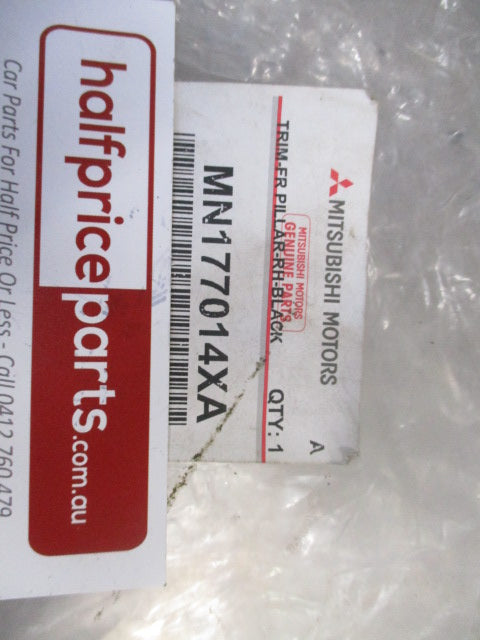 MITSUBISHI MOTORS
A
TRIM-FR PILLAR-RH-BLACK QTY: 1
MITSUBISHI MOTORS
GENUINE PARTS
MN177014XA
halfpriceparts.com.au
Car Parts For Half Price Or Less - Call 0412 760 479